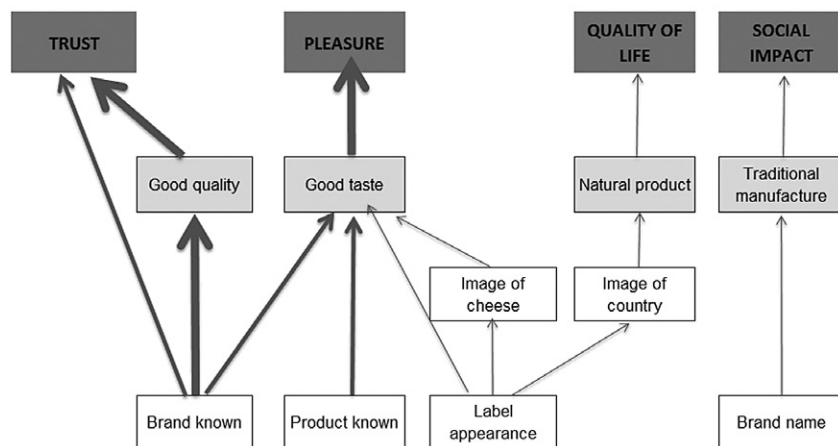 TRUST
PLEASURE
QUALITY OF
LIFE
SOCIAL
IMPACT
Good quality
Good taste
Natural product
Traditional
manufacture
Image of
cheese
Image of
country
Brand known
Product known
Label
appearance
Brand name